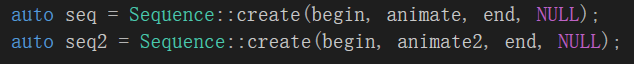 auto seq = Sequence::create(begin, animate, end, NULL);
auto seq2 = Sequence::create(begin, animate2, end, NULL);